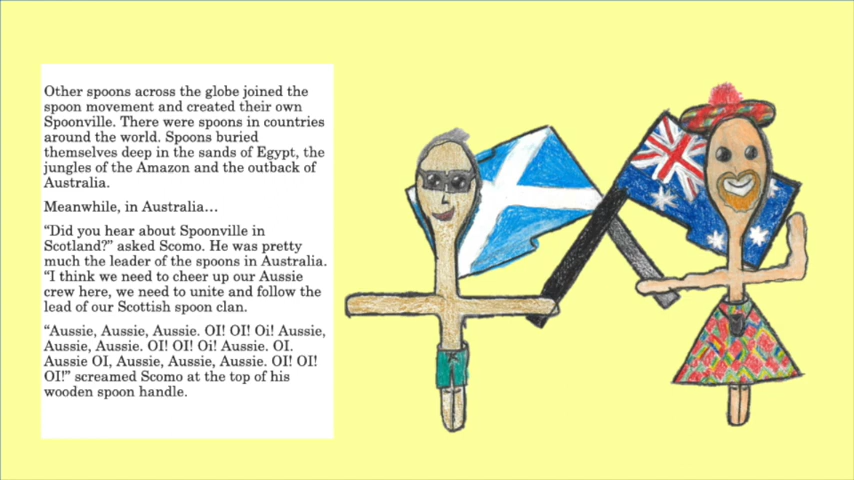 Other spoons across the globe joined the
spoon movement and created their own
Spoonville. There were spoons in countries
around the world. Spoons buried
themselves deep in the sands of Egypt, the
jungles of the Amazon and the outback of
Australia.
Meanwhile, in Australia…
“Did you hear about Spoonville in
Scotland?” asked Scomo. He was pretty
much the leader of the spoons in Australia.
“I think we need to cheer up our Aussie
crew here, we need to unite and follow the
lead of our Scottish spoon clan.
“Aussie, Aussie, Aussie. OI! OI! Oi! Aussie,
Aussie, Aussie. OI! OI! Oi! Aussie. OI.
Aussie OI, Aussie, Aussie, Aussie. OI! OI!
OI!” screamed Scomo at the top of his
wooden spoon handle.